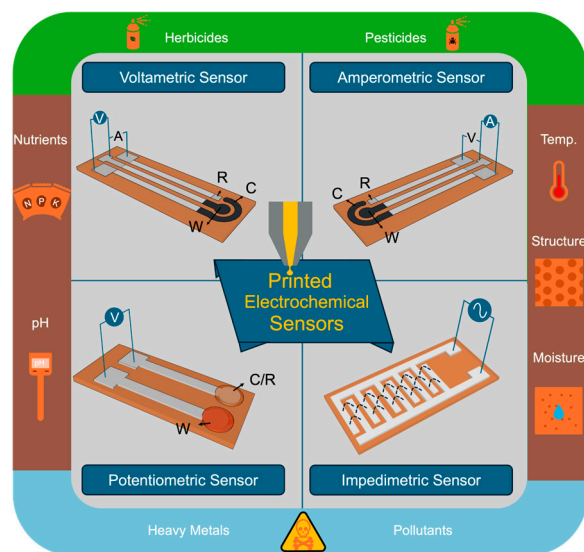 Herbicides
Pesticides
Voltametric Sensor
Amperometric Sensor
Nutrients
N P K
pH
pH
V
A
R
C
W
V
A
R
C
W
Temp.
Structure
Moisture
Printed
Electrochemical
Sensors
V
C/R
W
Potentiometric Sensor
Impedimetric Sensor
Heavy Metals
Pollutants